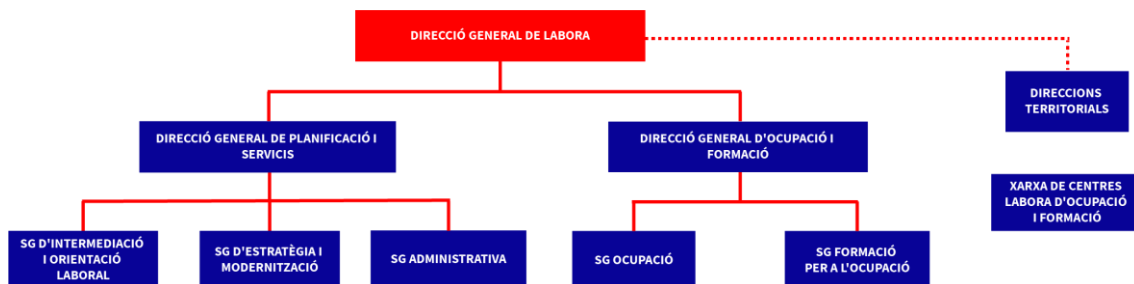 DIRECCIÓ GENERAL DE LABORA
DIRECCIONS
TERRITORIALS
DIRECCIÓ GENERAL DE PLANIFICACIÓ I
SERVICIS
DIRECCIÓ GENERAL D'OCUPACIÓ I
FORMACIÓ
XARXA DE CENTRES
LABORA D'OCUPACIÓ
I FORMACIÓ
SG D'INTERMEDIACIÓ
I ORIENTACIÓ
LABORAL
SG D'ESTRATÈGIA I
MODERNITZACIÓ
SG ADMINISTRATIVA
SG OCUPACIÓ
SG FORMACIÓ
PER A L'OCUPACIÓ